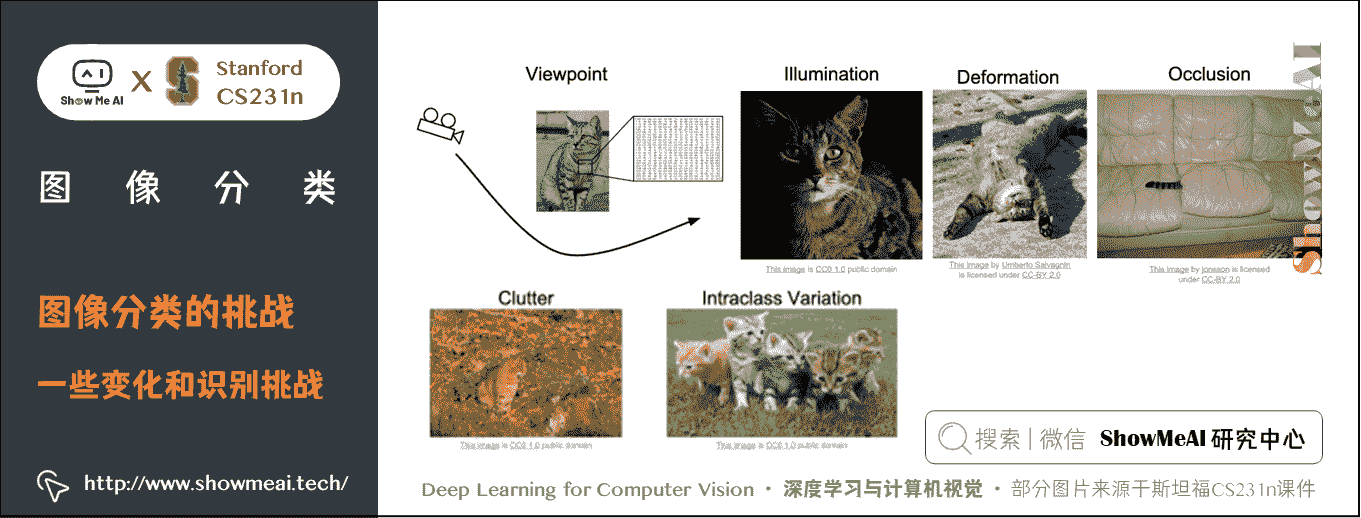 Show Me AI
X
Stanford
CS231n
图像分类
图像分类的挑战
一些变化和识别挑战
http://www.showmeai.tech/
Viewpoint
Illumination
Deformation
Occlusion
This image is CC0 1.0 public domain
This image by Umberto Salvagnin
is licensed under CC-BY 2.0
This image by jonsson is licensed
under CC-BY 2.0
ShowMeAI
Clutter
Intraclass Variation
This image is CC0 1.0 public domain
This image is CC0 1.0 public domain
搜索 | 微信 ShowMeAI 研究中心
Deep Learning for Computer Vision · 深度学习与计算机视觉 · 部分图片来源于斯坦福CS231n课件